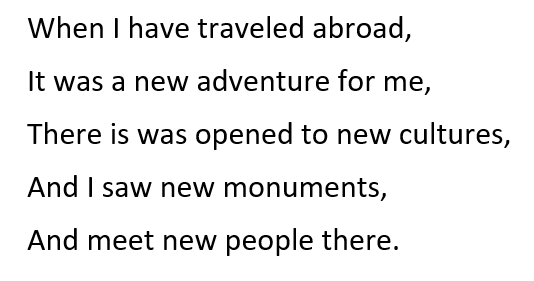 When I have traveled abroad,
It was a new adventure for me,
There is was opened to new cultures,
And I saw new monuments,
And meet new people there.